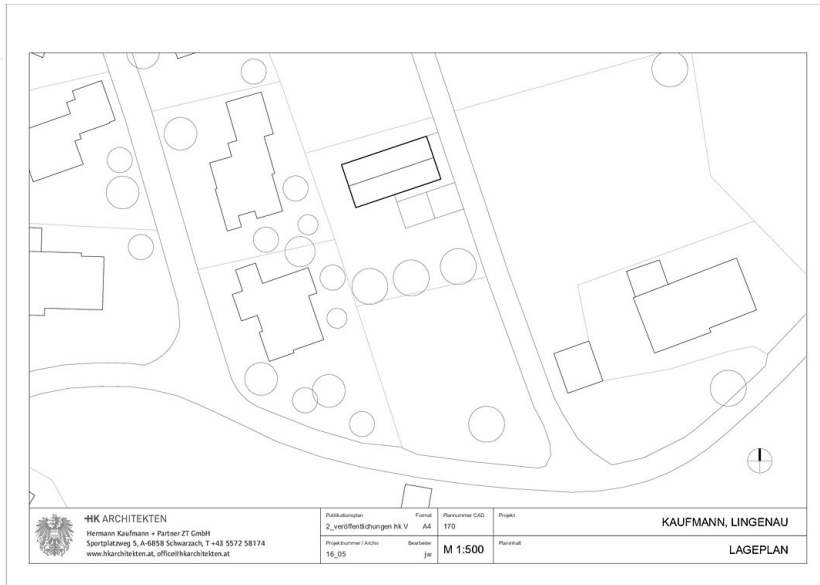 HK ARCHITEKTEN
Hermann Kaufmann + Partner ZT GmbH
Sportplatzweg 5, A-6858 Schwarzach, T +43 5572 58174
www.hkarchitekten.at, office@hkarchitekten.at
Publikationsplan Format
2_veröffentlichungen hk V A4
Projektnummer / Archiv Bearbeiter
16_05 jw
Plannummer CAD
170
M 1:500
Projekt
KAUFMANN, LINGENAU
Planinhalt
LAGEPLAN